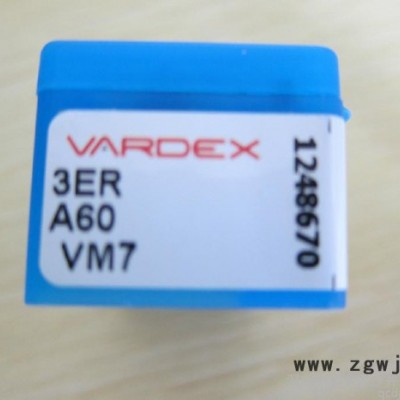 VARDEX
3ER
A60
VM7
1248670
www.zgwj